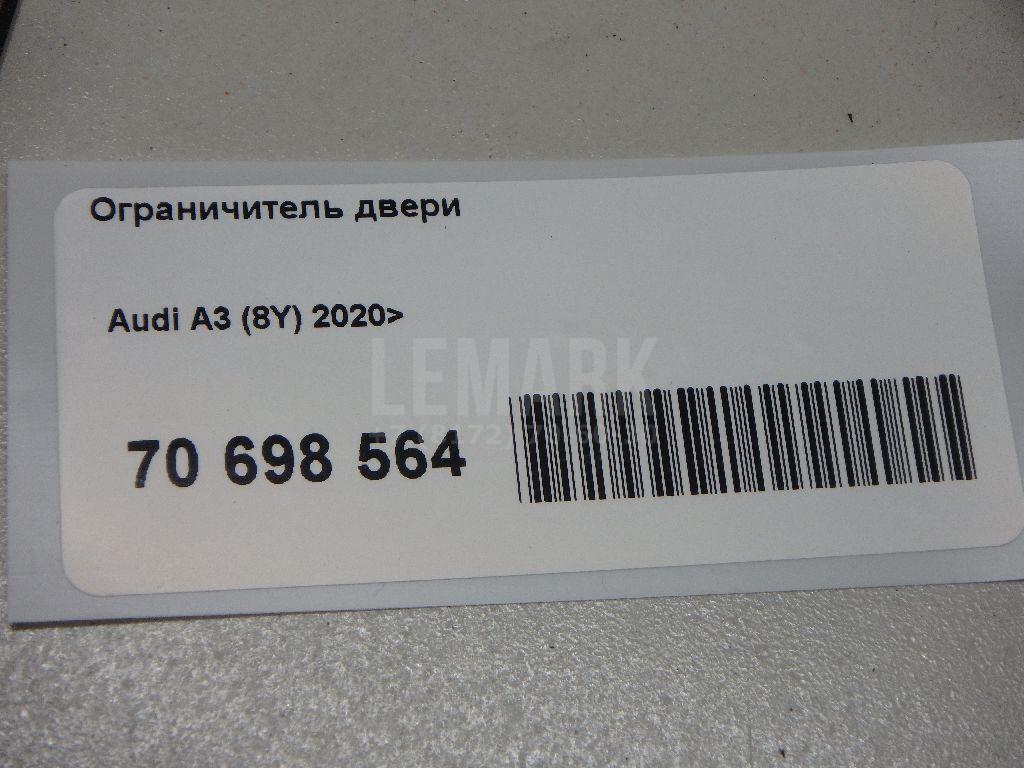 Ограничитель двери
Audi A3 (8Y) 2020>
LEMARK
70 698 564